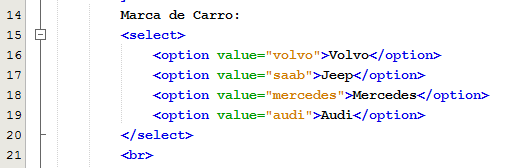 14 Marca de Carro:
15 <select>
16 <option value="volvo">Volvo</option>
17 <option value="saab">Jeep</option>
18 <option value="mercedes">Mercedes</option>
19 <option value="audi">Audi</option>
20 </select>
21 <br>